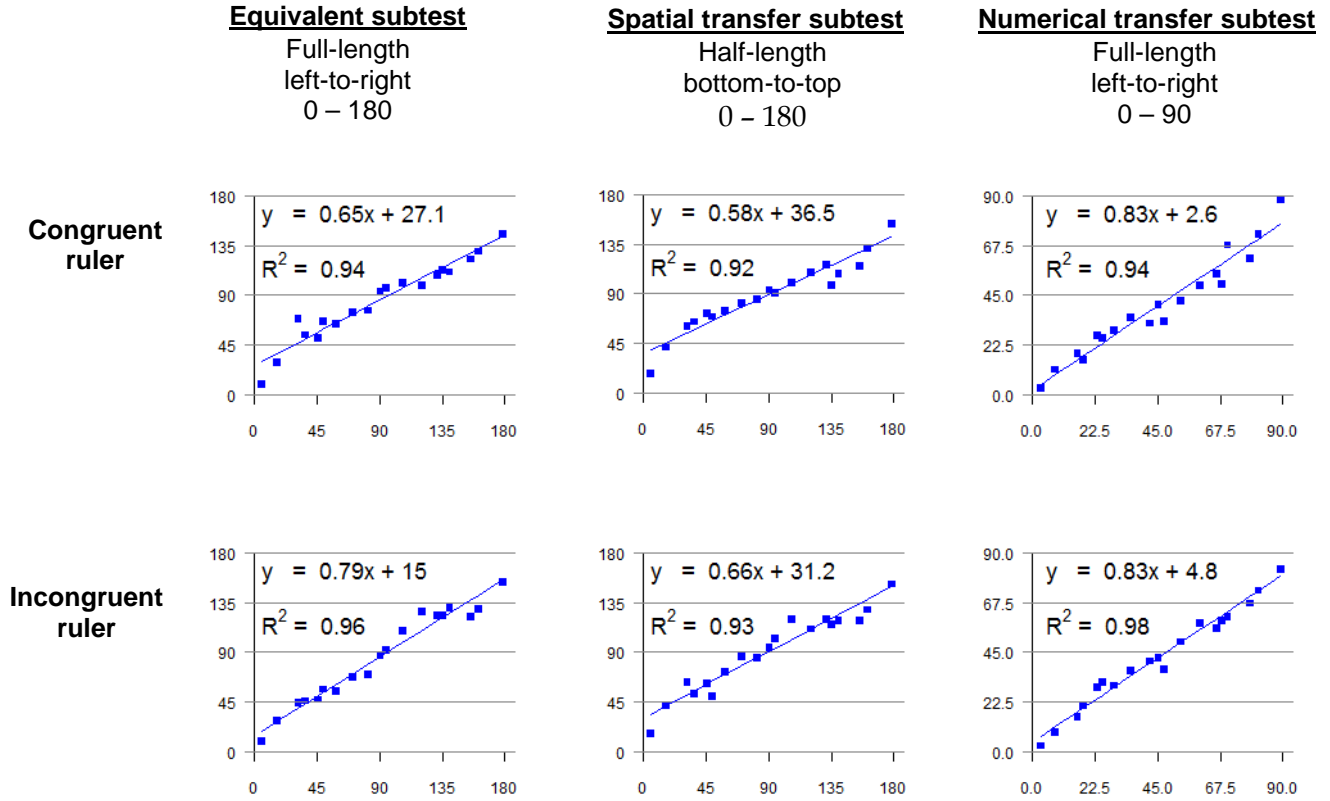 Equivalent subtest
Full-length
left-to-right
0 – 180
Spatial transfer subtest
Half-length
bottom-to-top
0 – 180
Numerical transfer subtest
Full-length
left-to-right
0 – 90
Congruent
ruler
180
135
90
45
0
y = 0.65x + 27.1
R² = 0.94
0 45 90 135 180
180
135
90
45
0
y = 0.58x + 36.5
R² = 0.92
0 45 90 135 180
90.0
67.5
45.0
22.5
0.0
y = 0.83x + 2.6
R² = 0.94
0.0 22.5 45.0 67.5 90.0
Incongruent
ruler
180
135
90
45
0
y = 0.79x + 15
R² = 0.96
0 45 90 135 180
180
135
90
45
0
y = 0.66x + 31.2
R² = 0.93
0 45 90 135 180
90.0
67.5
45.0
22.5
0.0
y = 0.83x + 4.8
R² = 0.98
0.0 22.5 45.0 67.5 90.0